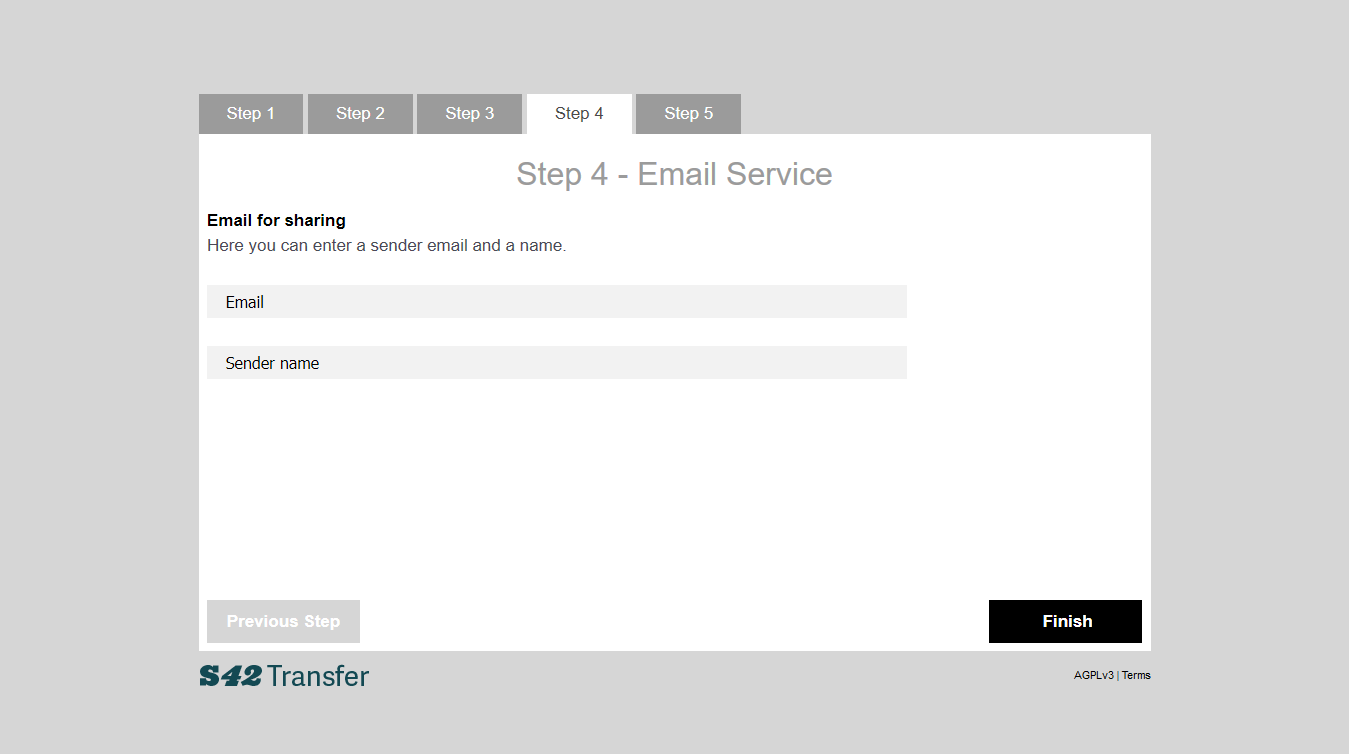 Step 1 Step 2 Step 3 Step 4 Step 5
Step 4 - Email Service
Email for sharing
Here you can enter a sender email and a name.
Email
Sender name
Previous Step Finish
S42 Transfer AGPLv3 | Terms